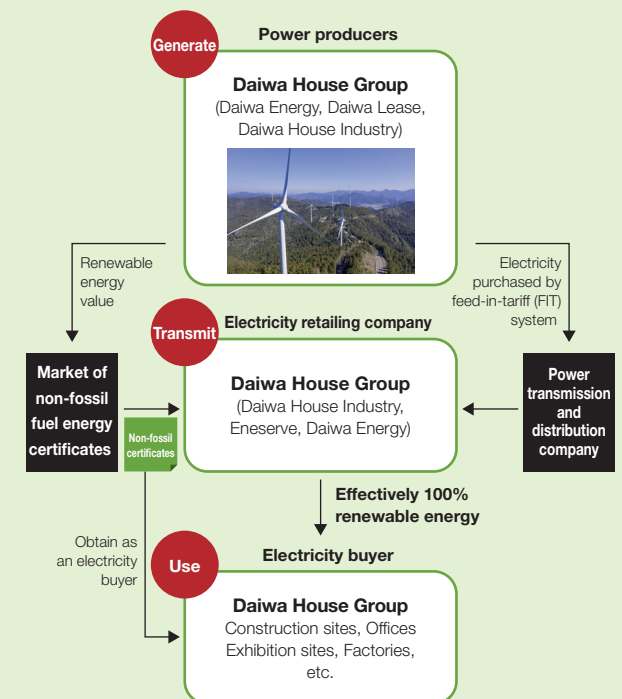 Generate
Power producers
Daiwa House Group
(Daiwa Energy, Daiwa Lease,
Daiwa House Industry)
Renewable
energy
value
Electricity
purchased by
feed-in-tariff (FIT)
system
Transmit
Electricity retailing company
Market of
non-fossil
fuel energy
certificates
Non-fossil
certificates
Daiwa House Group
(Daiwa House Industry,
Eneserve, Daiwa Energy)
Power
transmission
and
distribution
company
Effectively 100%
renewable energy
Obtain as
an electricity
buyer
Use
Electricity buyer
Daiwa House Group
Construction sites, Offices
Exhibition sites, Factories,
etc.